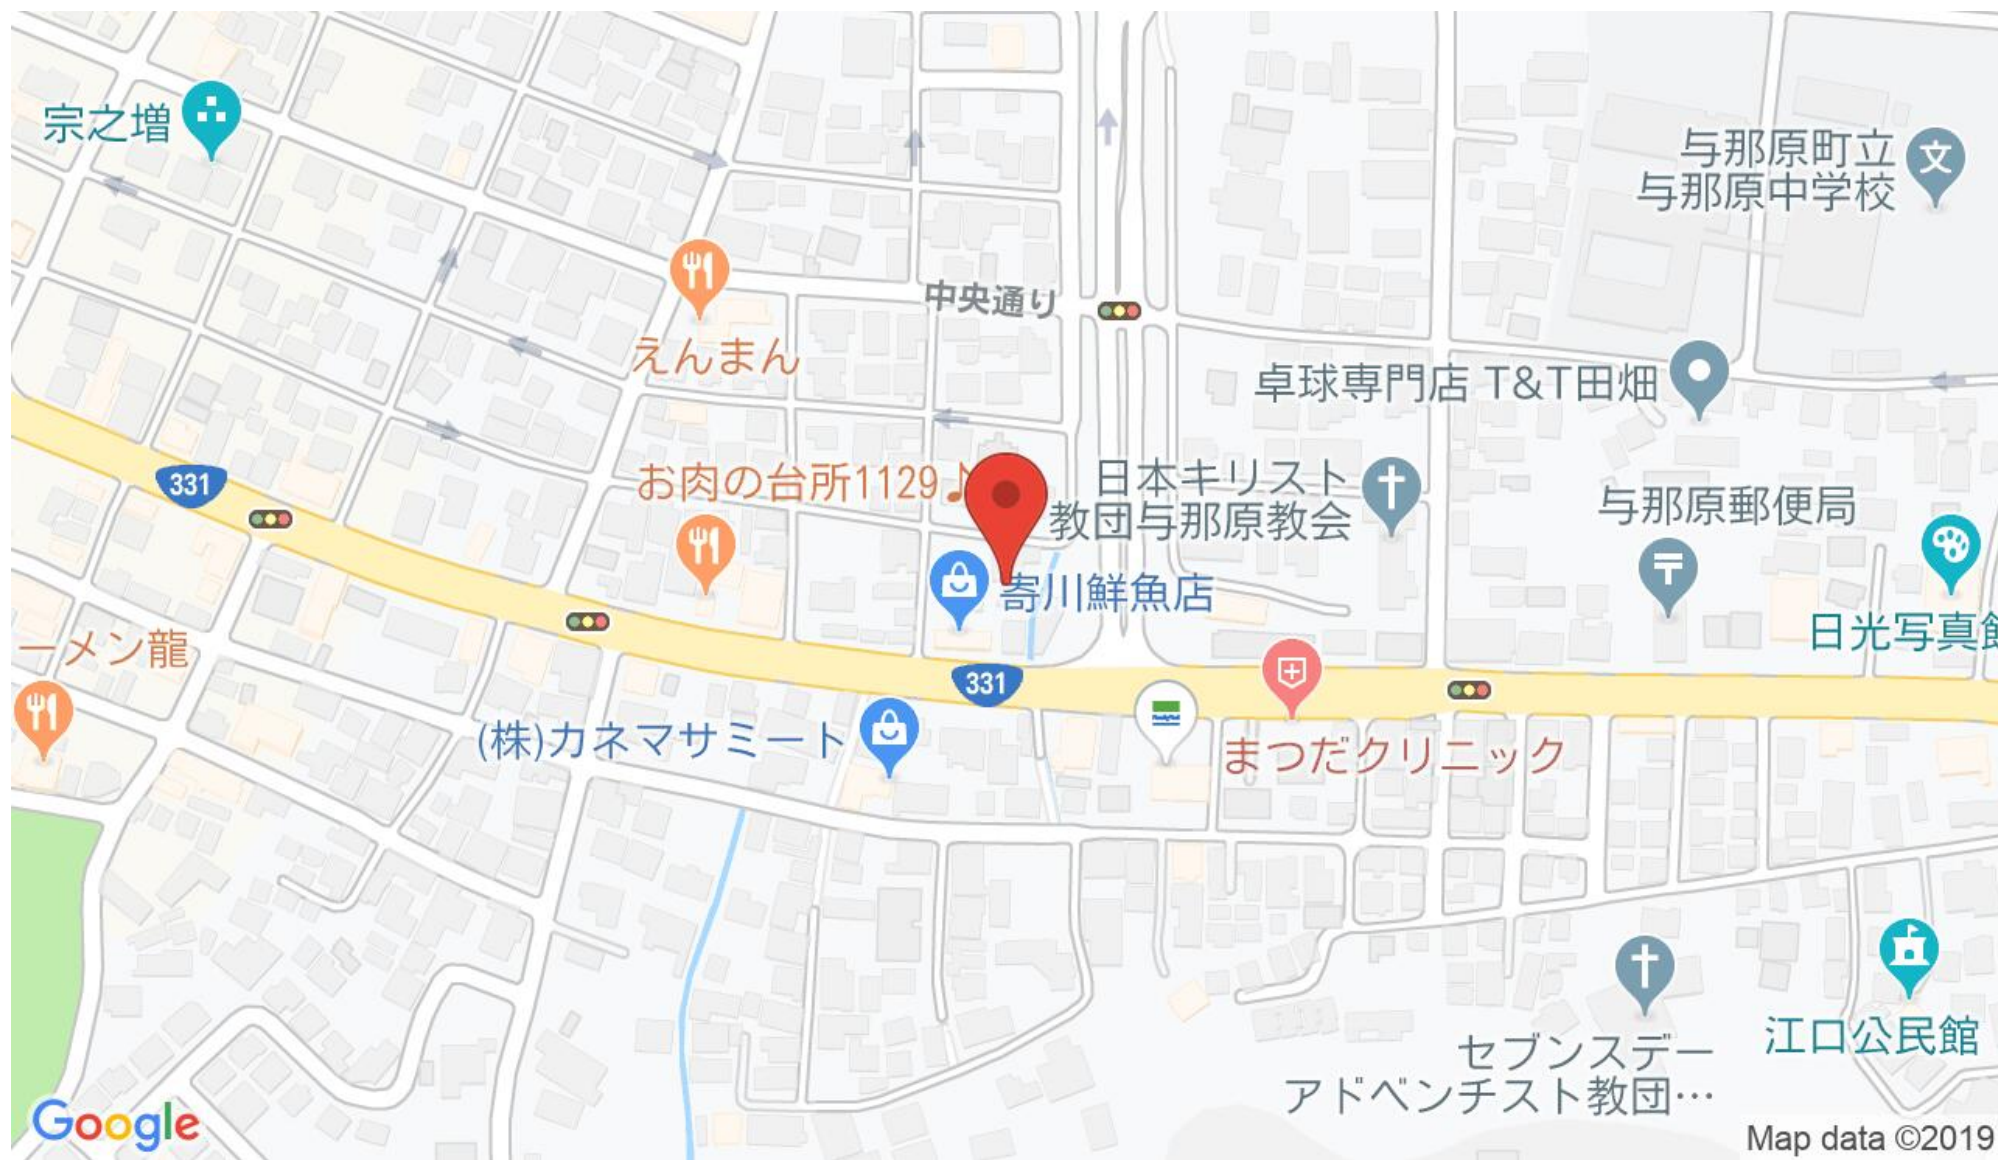 宗之増
与那原町立
与那原中学校
文
中央通り
えんまん
卓球専門店 T&T田畑
331
お肉の台所1129♪
日本キリスト
教団与那原教会
与那原郵便局
寄川鮮魚店
日光写真館
ーメン龍
331
(株)カネマサミート
FamilyMart
まつだクリニック
江口公民館
セブンスデー
アドベンチスト教団…
Google
Map data ©2019